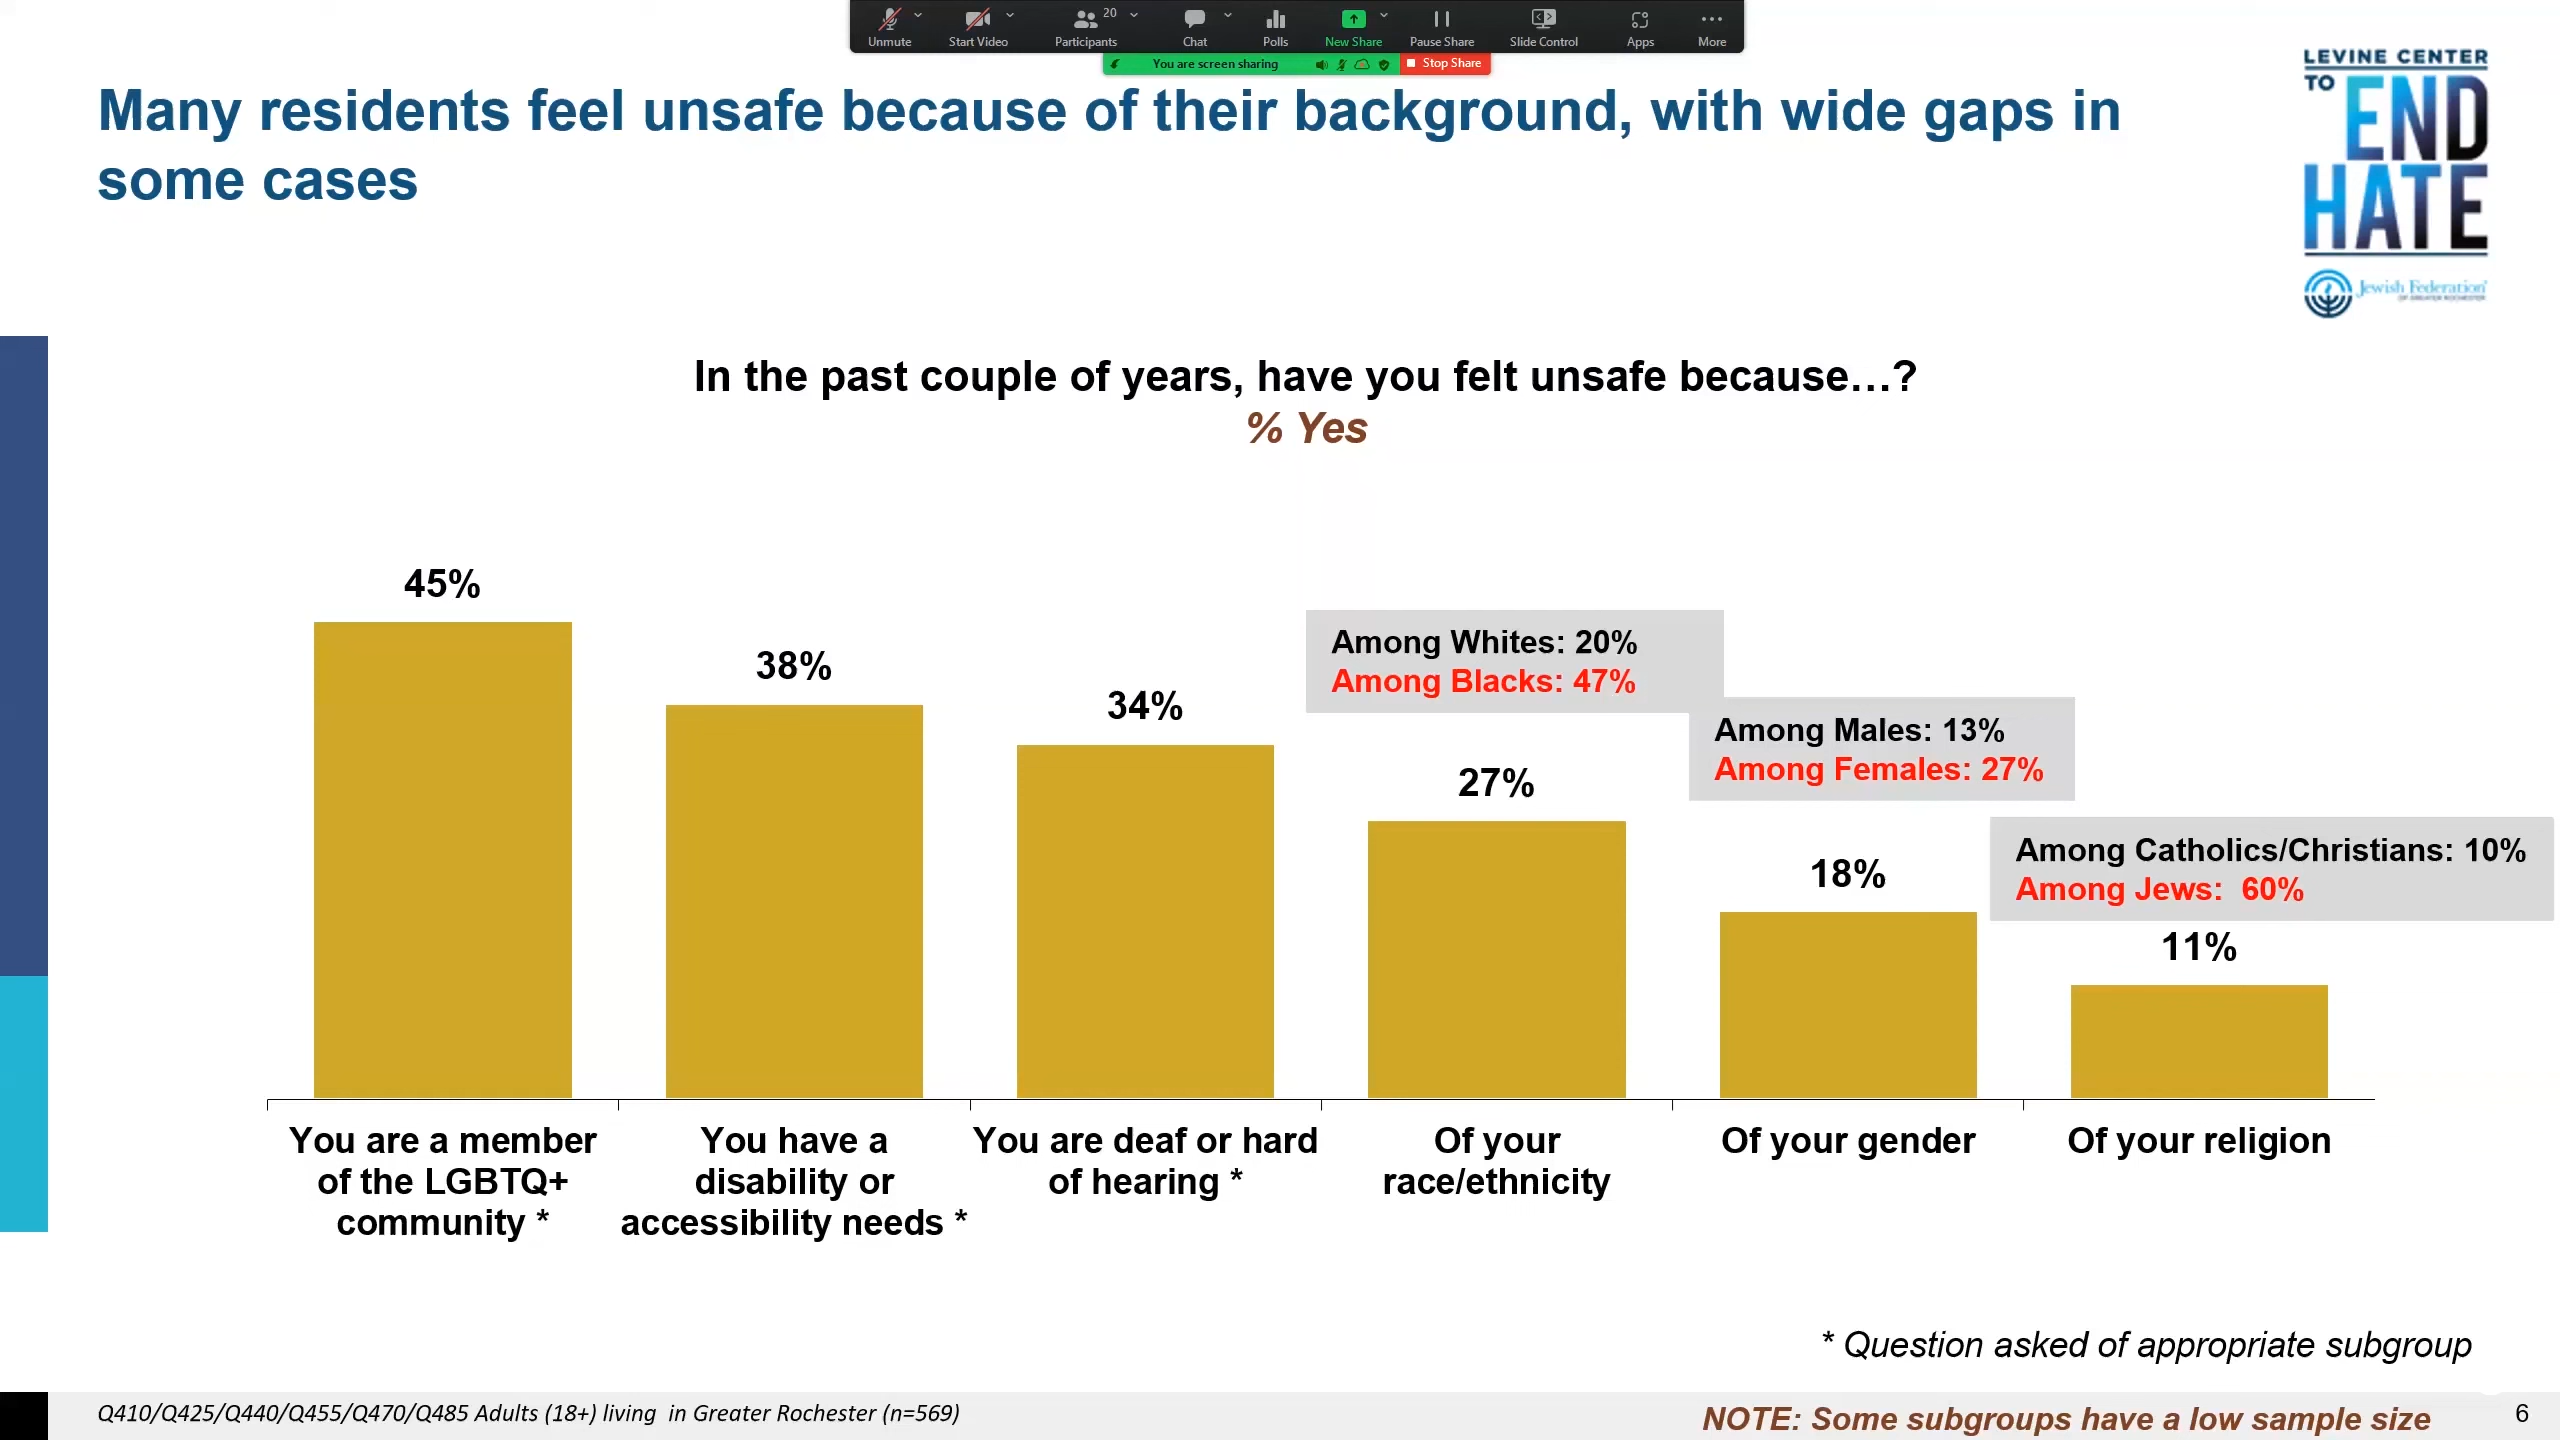 Unmute
Start Video
20
Participants
Chat
Polls
New Share
Pause Share
Slide Control
Apps
More
You are screen sharing
Stop Share
Many residents feel unsafe because of their background, with wide gaps in
some cases
LEVINE CENTER
TO
END
HATE
Jewish Federation
OF GREATER ROCHESTER
In the past couple of years, have you felt unsafe because…?
% Yes
45%
38%
34%
27%
18%
11%
Among Whites: 20%
Among Blacks: 47%
Among Males: 13%
Among Females: 27%
Among Catholics/Christians: 10%
Among Jews: 60%
You are a member
of the LGBTQ+
community *
You have a
disability or
accessibility needs *
You are deaf or hard
of hearing *
Of your
race/ethnicity
Of your gender
Of your religion
* Question asked of appropriate subgroup
Q410/Q425/Q440/Q455/Q470/Q485 Adults (18+) living in Greater Rochester (n=569)
NOTE: Some subgroups have a low sample size
6